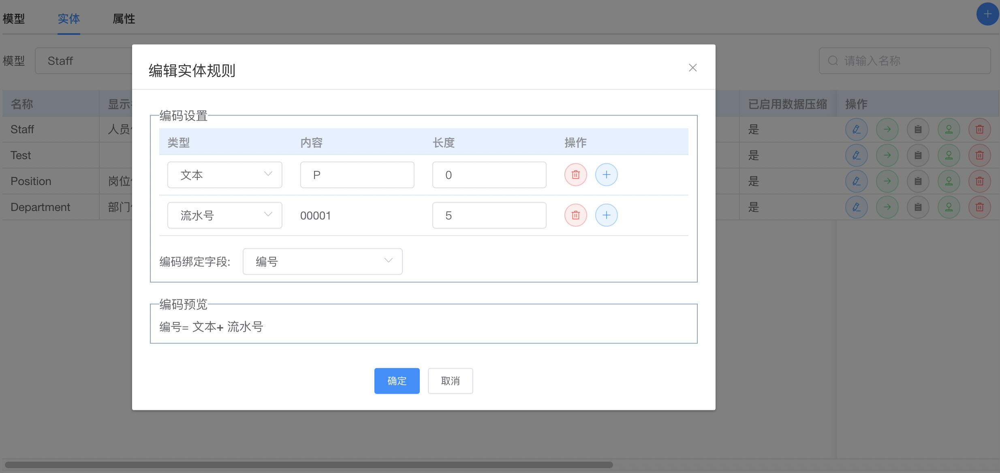 模型 实体 属性
模型 Staff 请输入名称
编辑实体规则
名称 显示 已启用数据压缩 操作
Staff 人员 是
Test 是
Position 岗位 是
Department 部门 是
编码设置
类型 内容 长度 操作
文本 P 0
流水号 00001 5
编码绑定字段: 编号
编码预览
编号= 文本+ 流水号
确定 取消